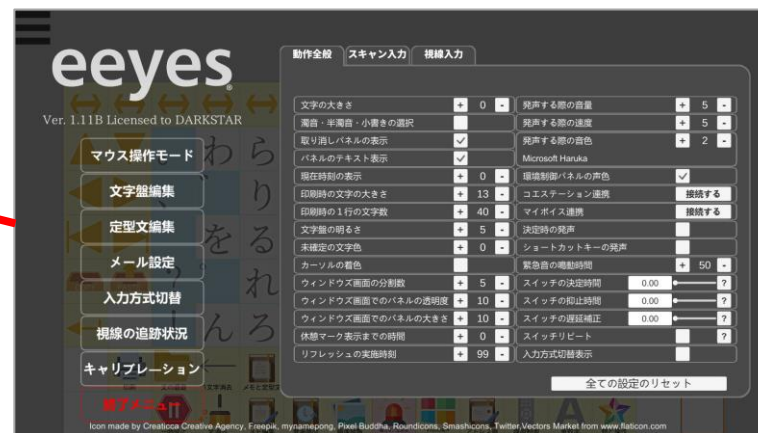 eeyes
Ver. 1.11B Licensed to DARKSTAR
マウス操作モード
文字盤編集
定型文編集
メール設定
入力方式切替
視線の追跡状況
キャリブレーション
終了メニュー
動作全般
スキャン入力
視線入力
文字の大きさ + 0 -
濁音・半濁音・小書きの選択
取り消しパネルの表示
パネルのテキスト表示
現在時刻の表示 + 0 -
印刷時の文字の大きさ + 13 -
印刷時の1行の文字数 + 40 -
文字盤の明るさ + 5 -
未確定の文字色 + 0 -
カーソルの着色
ウィンドウズ画面の分割数 + 5 -
ウィンドウズ画面でのパネルの透明度 + 10 -
ウィンドウズ画面でのパネルの大きさ + 10 -
休憩マーク表示までの時間 + 0 -
リフレッシュの実施時刻 + 99 -
発声する際の音量 + 5 -
発声する際の速度 + 5 -
発声する際の音色 + 2 -
Microsoft Haruka
環境制御パネルの声色
コエステーション連携 接続する
マイボイス連携 接続する
決定時の発声
ショートカットキーの発声
緊急音の鳴動時間 + 50 -
スイッチの決定時間 0.00 ?
スイッチの抑止時間 0.00 ?
スイッチの遅延補正 0.00 ?
スイッチリピート ?
入力方式切替表示
全ての設定のリセット
わ
ら
り
を
る
れ
ん
ろ
1文字消去
Icon made by Creaticca Creative Agency, Freepik, mynamepong, Pixel Buddha, Roundicons, Smashicons, Twitter,Vectors Market from www.flaticon.com